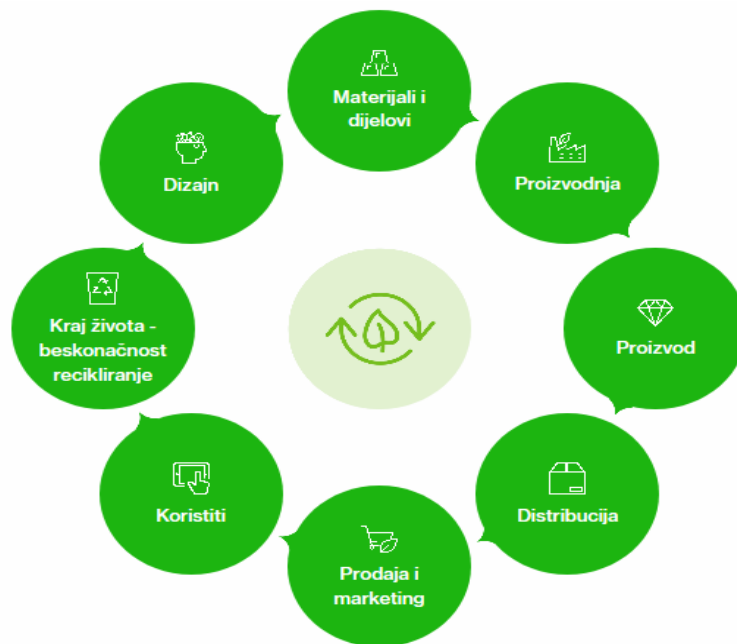 Materijali i
dijelovi
Proizvodnja
Proizvod
Distribucija
Prodaja i
marketing
Koristiti
Kraj života -
beskonačnost
recikliranje
Dizajn